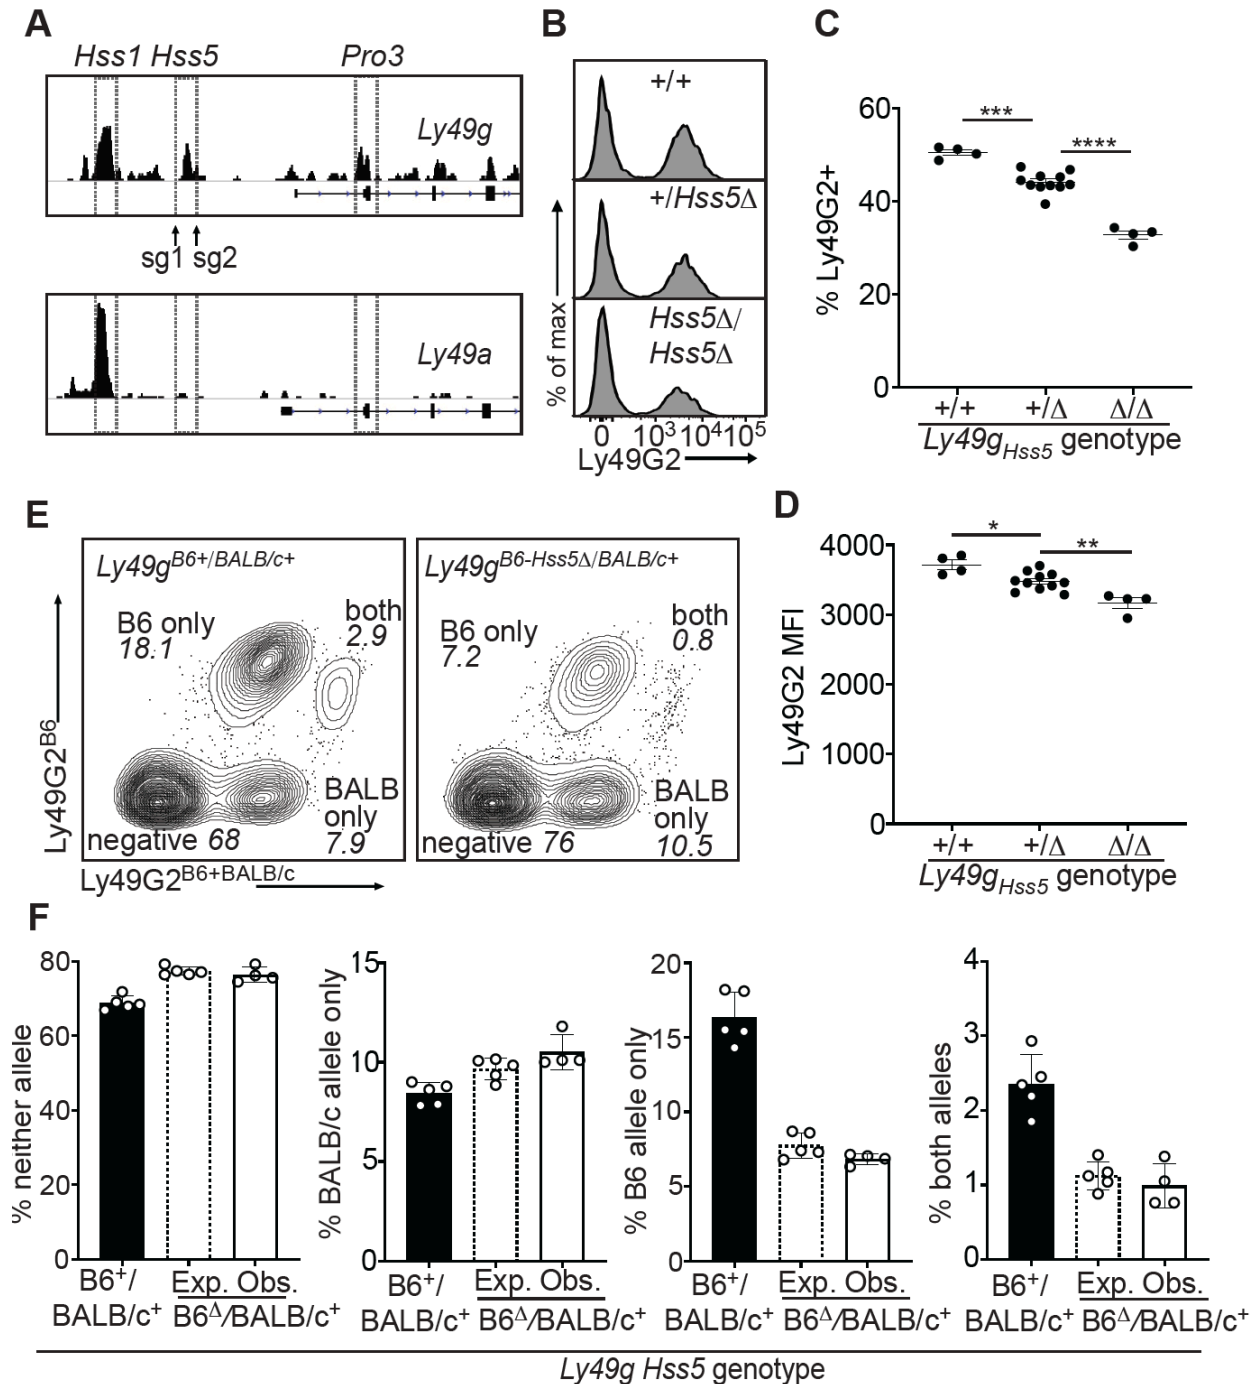 A
Hss1 Hss5 Pro3
Ly49g
sg1 sg2
Ly49a
B
+/+
+/Hss5Δ
Hss5Δ/
Hss5Δ
% of max
0 10³ 10⁴ 10⁵
Ly49G2
C
% Ly49G2+
60
40
20
0
***
****
+/+ +/Δ Δ/Δ
Ly49gHss5 genotype
D
Ly49G2 MFI
4000
3000
2000
1000
0
*
**
+/+ +/Δ Δ/Δ
Ly49gHss5 genotype
E
Ly49gB6+/BALB/c+
B6 only
18.1
both
2.9
BALB
only
7.9
negative 68
Ly49G2B6
Ly49G2B6+BALB/c
Ly49gB6-Hss5Δ/BALB/c+
B6 only
7.2
both
0.8
BALB
only
10.5
negative 76
F
% neither allele
80
60
40
20
0
B6⁺/
BALB/c⁺
Exp. Obs.
B6Δ/BALB/c⁺
% BALB/c allele only
15
10
5
0
B6⁺/
BALB/c⁺
Exp. Obs.
B6Δ/BALB/c⁺
% B6 allele only
20
15
10
5
0
B6⁺/
BALB/c⁺
Exp. Obs.
B6Δ/BALB/c⁺
% both alleles
4
3
2
1
0
B6⁺/
BALB/c⁺
Exp. Obs.
B6Δ/BALB/c⁺
Ly49g Hss5 genotype